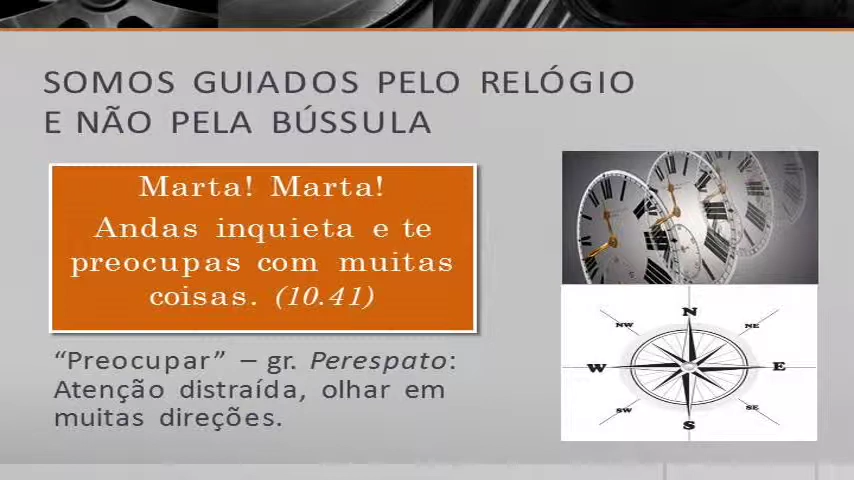 SOMOS GUIADOS PELO RELÓGIO
E NÃO PELA BÚSSULA
Marta! Marta!
Andas inquieta e te
preocupas com muitas
coisas. (10.41)
“Preocupar” – gr. Perespato:
Atenção distraída, olhar em
muitas direções.
N
NW NE
W E
SW SE
S